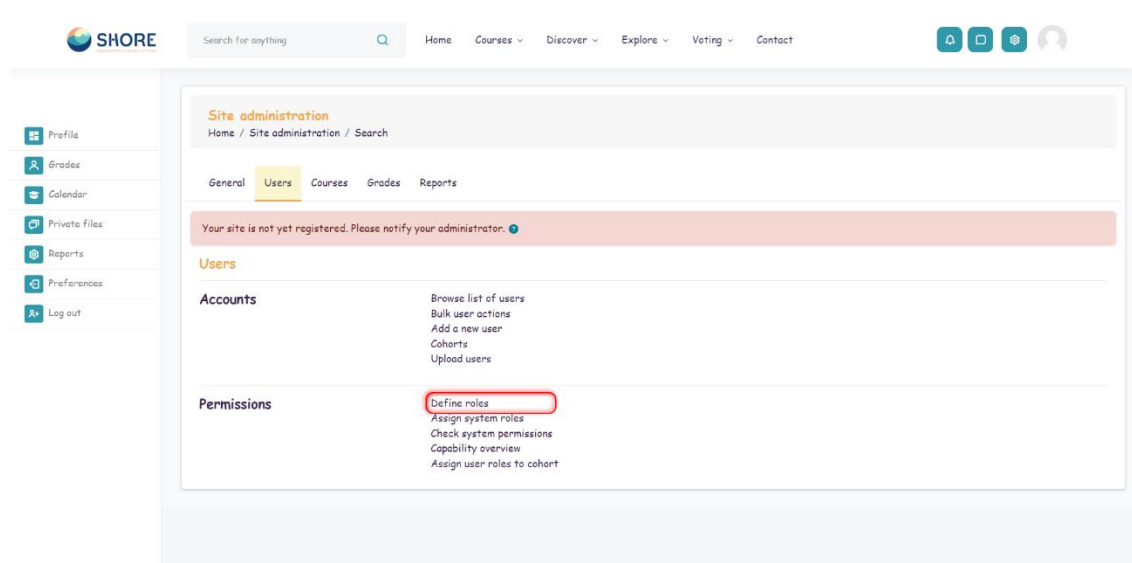 SHORE
Search for anything
Home Courses Discover Explore Voting Contact
Profile
Grades
Calendar
Private files
Reports
Preferences
Log out
Site administration
Home / Site administration / Search
General Users Courses Grades Reports
Your site is not yet registered. Please notify your administrator.
Users
Accounts
Browse list of users
Bulk user actions
Add a new user
Cohorts
Upload users
Permissions
Define roles
Assign system roles
Check system permissions
Capability overview
Assign user roles to cohort